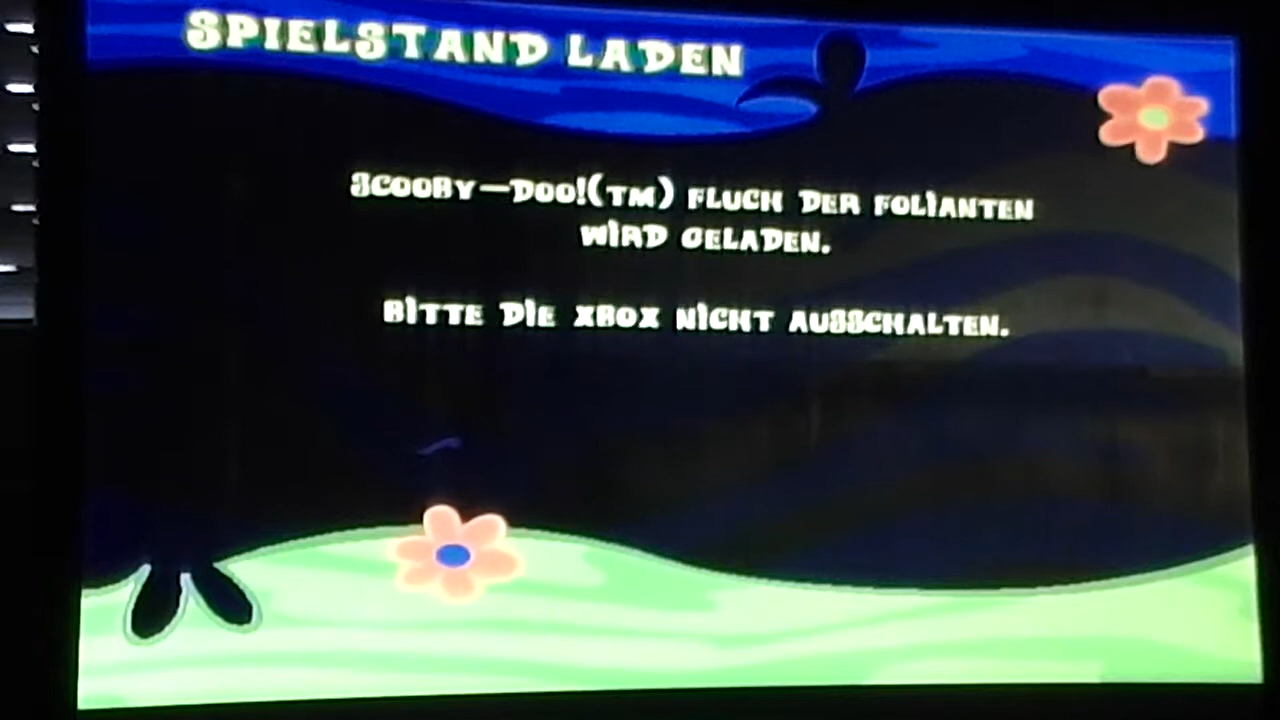 SPIELSTAND LADEN
SCOOBY-DOO!(TM) FLUCH DER FOLIANTEN
WIRD GELADEN.
BITTE DIE XBOX NICHT AUSSCHALTEN.